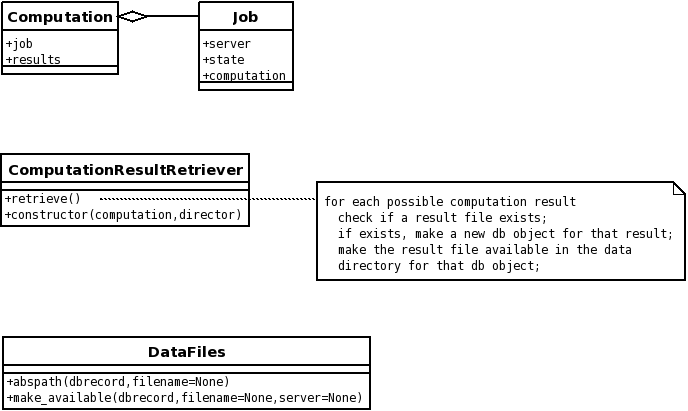 Computation
+job
+results
Job
+server
+state
+computation
ComputationResultRetriever
+retrieve()
+constructor(computation,director)
for each possible computation result
check if a result file exists;
if exists, make a new db object for that result;
make the result file available in the data
directory for that db object;
DataFiles
+abspath(dbrecord,filename=None)
+make_available(dbrecord,filename=None,server=None)